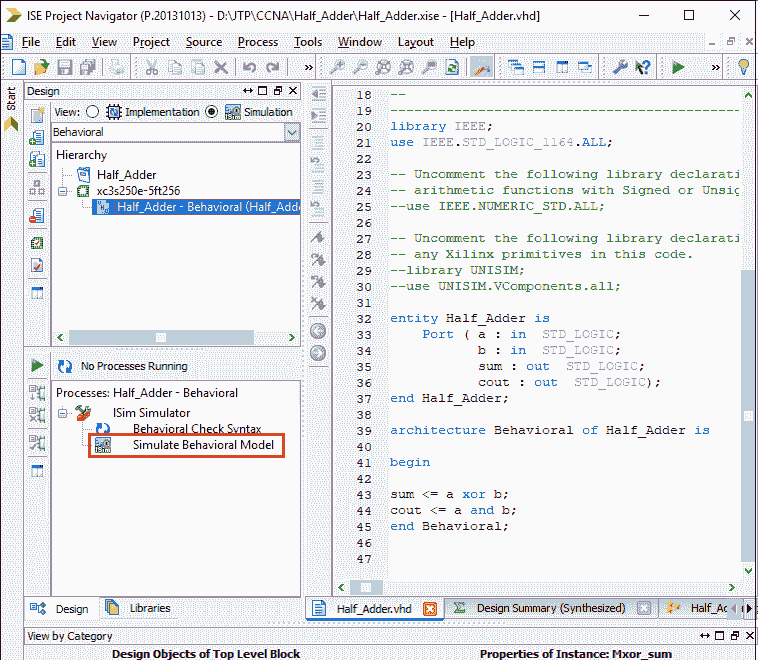 ISE Project Navigator (P.20131013) - D:\JTP\CCNA\Half_Adder\Half_Adder.xise - [Half_Adder.vhd]
File Edit View Project Source Process Tools Window Layout Help
Start
Design
View: Implementation Simulation
Behavioral
Hierarchy
Half_Adder
xc3s250e-5ft256
Half_Adder - Behavioral (Half_Adde
No Processes Running
Processes: Half_Adder - Behavioral
ISim Simulator
Behavioral Check Syntax
Simulate Behavioral Model
Design Libraries
18 --
19 --
20 library IEEE;
21 use IEEE.STD_LOGIC_1164.ALL;
22
23 -- Uncomment the following library declarati
24 -- arithmetic functions with Signed or Unsig
25 --use IEEE.NUMERIC_STD.ALL;
26
27 -- Uncomment the following library declarati
28 -- any Xilinx primitives in this code.
29 --library UNISIM;
30 --use UNISIM.VComponents.all;
31
32 entity Half_Adder is
33 Port ( a : in STD_LOGIC;
34 b : in STD_LOGIC;
35 sum : out STD_LOGIC;
36 cout : out STD_LOGIC);
37 end Half_Adder;
38
39 architecture Behavioral of Half_Adder is
40
41 begin
42
43 sum <= a xor b;
44 cout <= a and b;
45 end Behavioral;
46
47
Half_Adder.vhd Design Summary (Synthesized) Half_Ad
View by Category
Design Objects of Top Level Block Properties of Instance: Mxor_sum